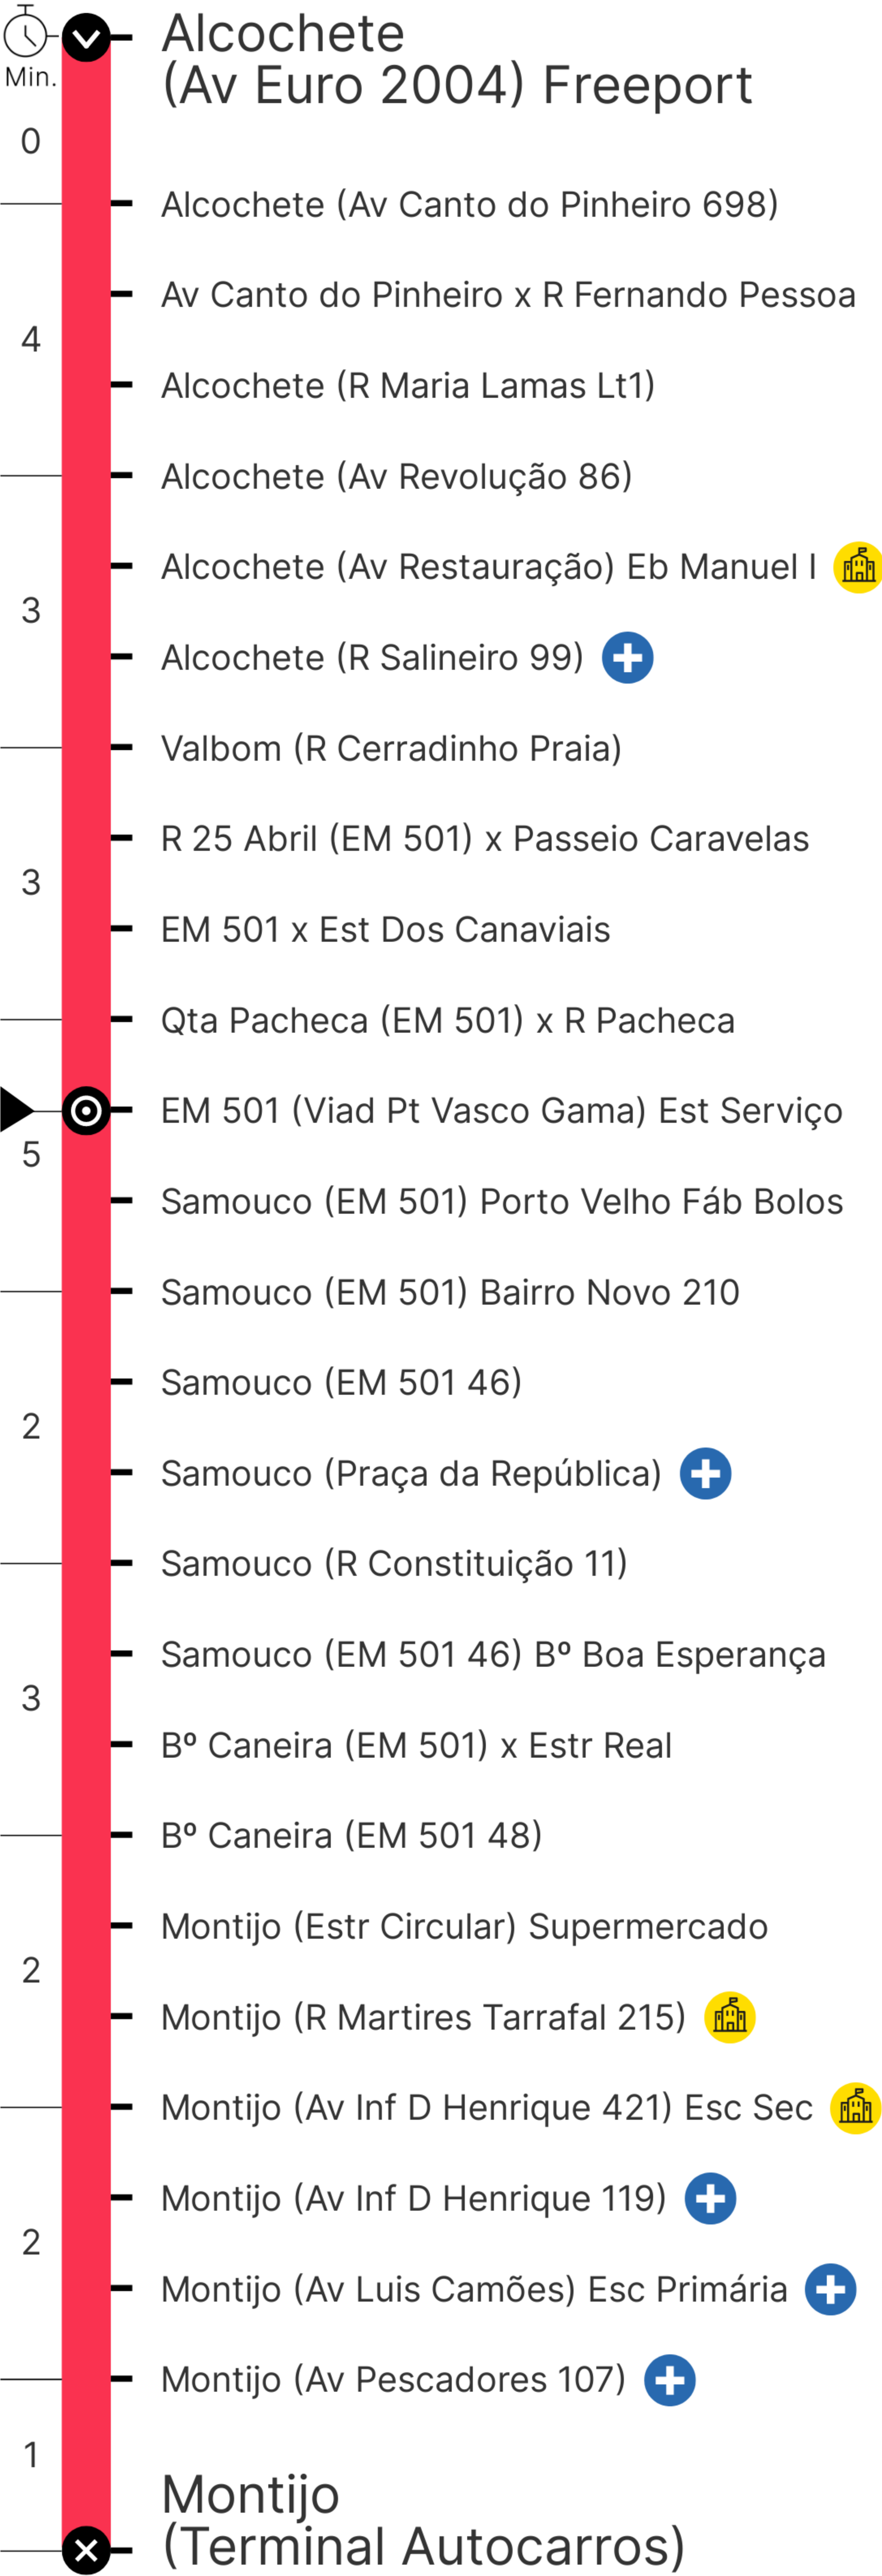 Min.
Alcochete
(Av Euro 2004) Freeport
0
Alcochete (Av Canto do Pinheiro 698)
Av Canto do Pinheiro x R Fernando Pessoa
4
Alcochete (R Maria Lamas Lt1)
Alcochete (Av Revolução 86)
Alcochete (Av Restauração) Eb Manuel I
3
Alcochete (R Salineiro 99)
Valbom (R Cerradinho Praia)
R 25 Abril (EM 501) x Passeio Caravelas
3
EM 501 x Est Dos Canaviais
Qta Pacheca (EM 501) x R Pacheca
EM 501 (Viad Pt Vasco Gama) Est Serviço
5
Samouco (EM 501) Porto Velho Fáb Bolos
Samouco (EM 501) Bairro Novo 210
Samouco (EM 501 46)
2
Samouco (Praça da República)
Samouco (R Constituição 11)
Samouco (EM 501 46) Bº Boa Esperança
3
Bº Caneira (EM 501) x Estr Real
Bº Caneira (EM 501 48)
Montijo (Estr Circular) Supermercado
2
Montijo (R Martires Tarrafal 215)
Montijo (Av Inf D Henrique 421) Esc Sec
Montijo (Av Inf D Henrique 119)
2
Montijo (Av Luis Camões) Esc Primária
Montijo (Av Pescadores 107)
1
Montijo
(Terminal Autocarros)